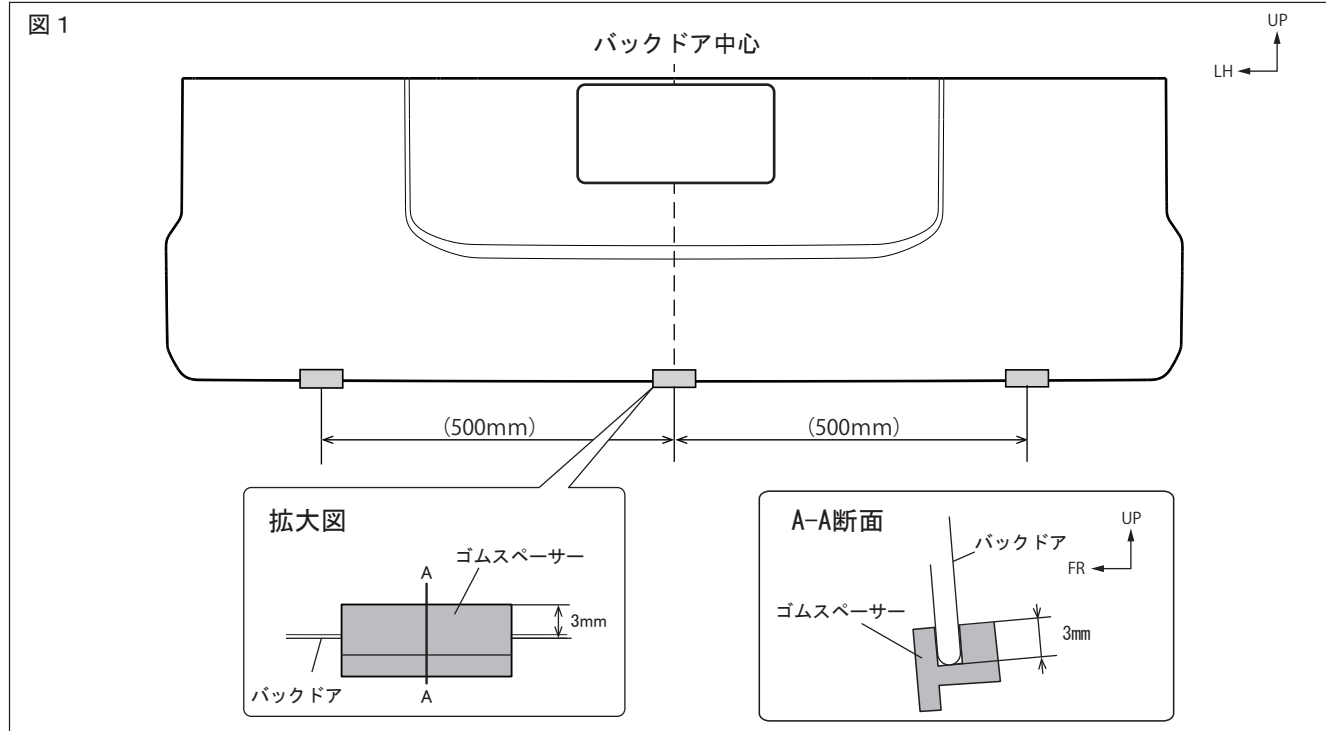 図1
バックドア中心
UP
LH
(500mm)
(500mm)
拡大図
ゴムスペーサー
A
3mm
バックドア
A
A-A断面
UP
FR
バックドア
ゴムスペーサー
3mm